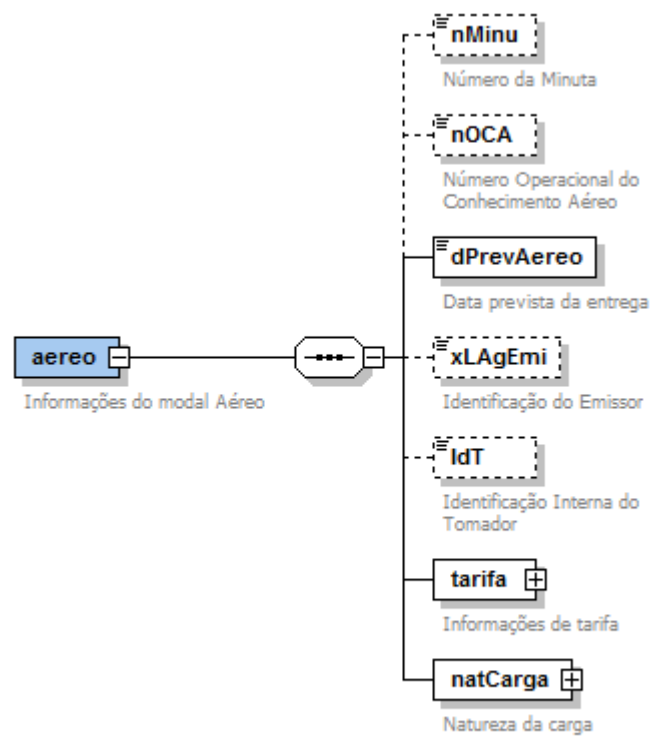 nMinu
Número da Minuta
nOCA
Número Operacional do
Conhecimento Aéreo
dPrevAereo
Data prevista da entrega
aereo
Informações do modal Aéreo
xLAgEmi
Identificação do Emissor
IdT
Identificação Interna do
Tomador
tarifa
Informações de tarifa
natCarga
Natureza da carga